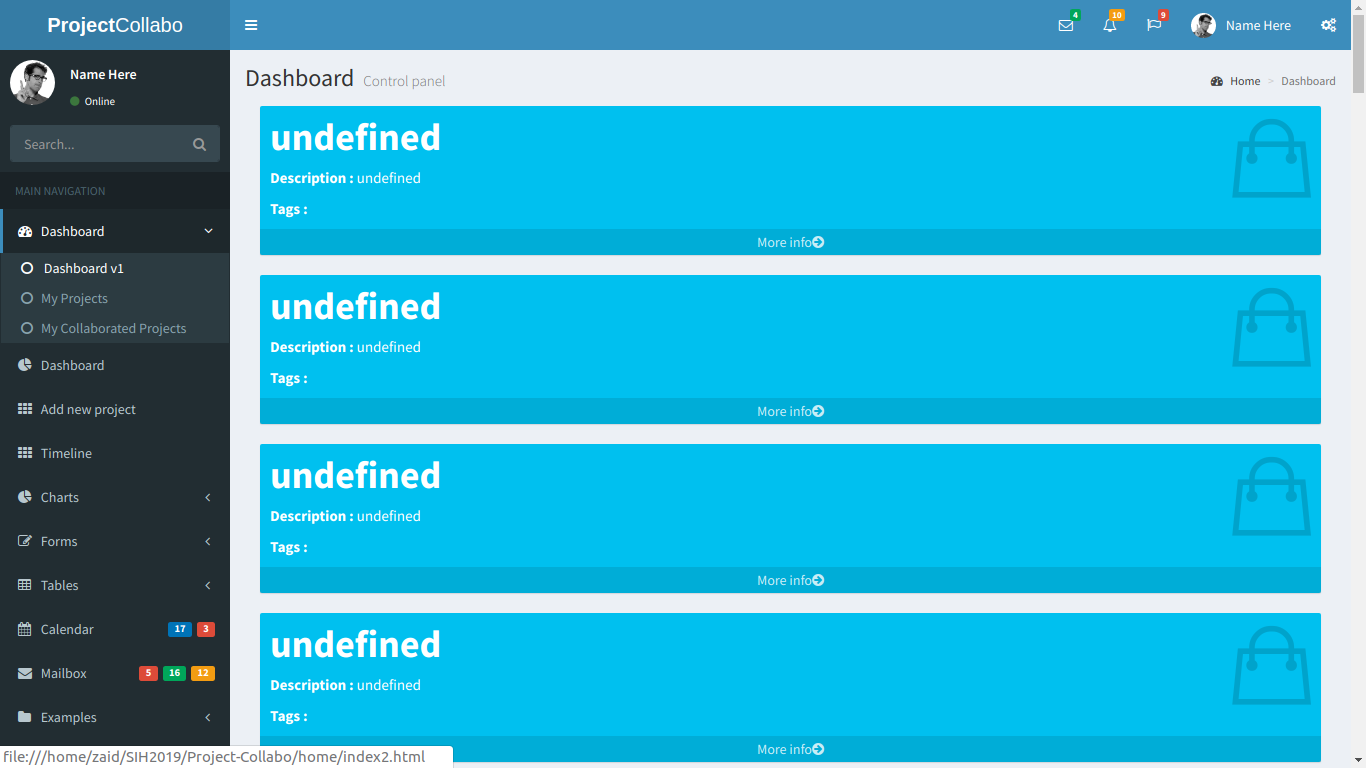 ProjectCollabo
4
10
9
Name Here
Name Here
Online
Search...
MAIN NAVIGATION
Dashboard
Dashboard v1
My Projects
My Collaborated Projects
Dashboard
Add new project
Timeline
Charts
Forms
Tables
Calendar 17 3
Mailbox 5 16 12
Examples
Dashboard Control panel
Home > Dashboard
undefined
Description : undefined
Tags :
More info
undefined
Description : undefined
Tags :
More info
undefined
Description : undefined
Tags :
More info
undefined
Description : undefined
Tags :
More info
file:///home/zaid/SIH2019/Project-Collabo/home/index2.html